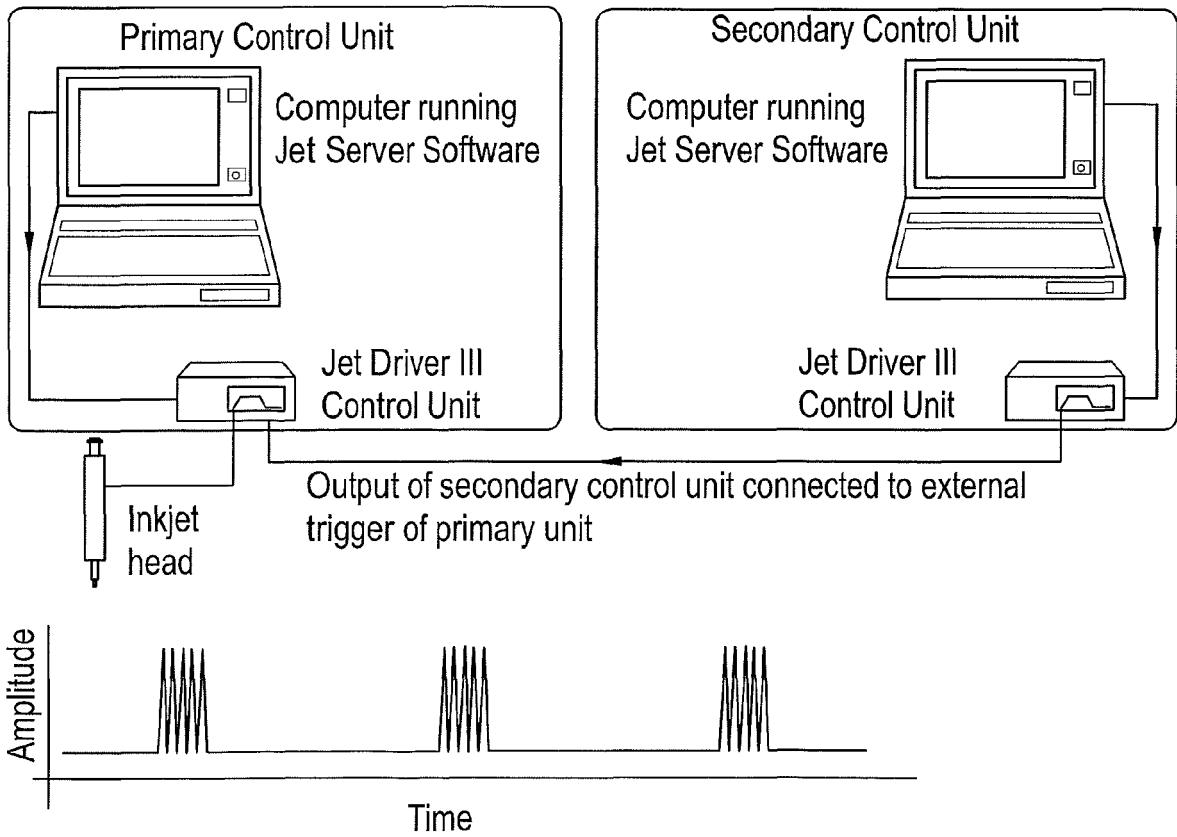 Primary Control Unit
Computer running
Jet Server Software
Jet Driver III
Control Unit
Secondary Control Unit
Computer running
Jet Server Software
Jet Driver III
Control Unit
Output of secondary control unit connected to external
trigger of primary unit
Inkjet
head
Amplitude
Time